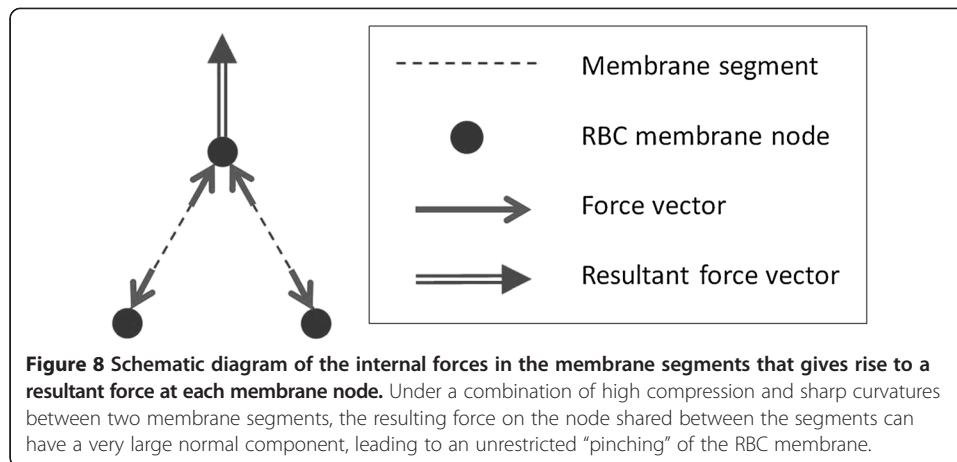 Membrane segment
RBC membrane node
Force vector
Resultant force vector
Figure 8 Schematic diagram of the internal forces in the membrane segments that gives rise to a
resultant force at each membrane node. Under a combination of high compression and sharp curvatures
between two membrane segments, the resulting force on the node shared between the segments can
have a very large normal component, leading to an unrestricted “pinching” of the RBC membrane.